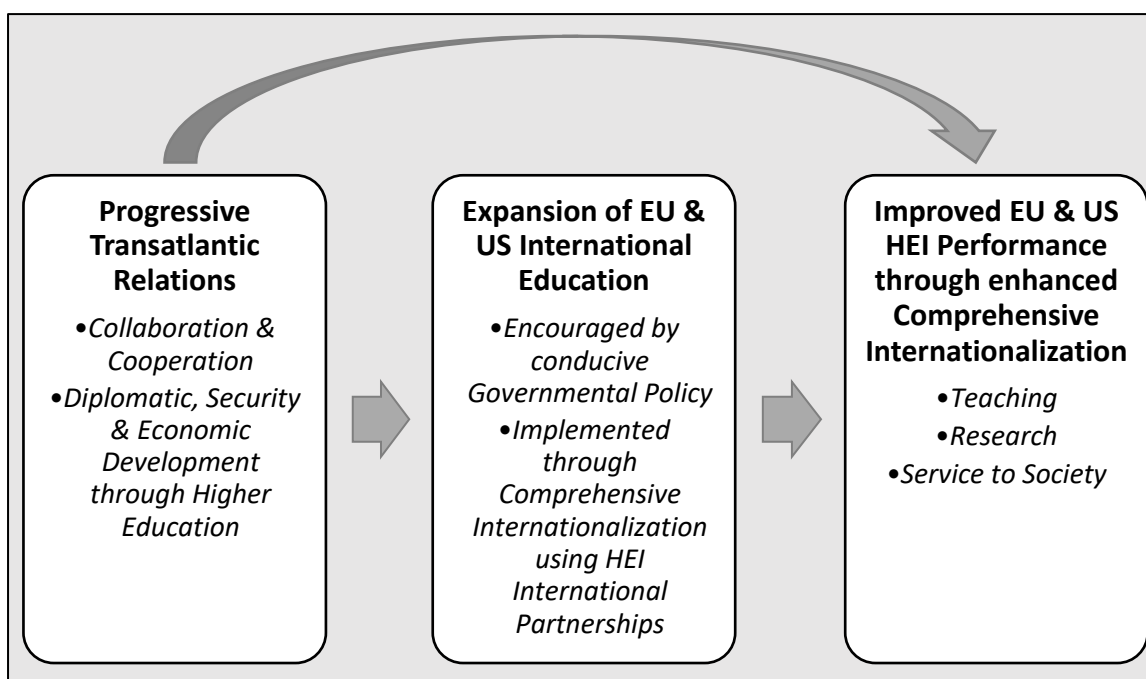 Progressive
Transatlantic
Relations
•Collaboration &
Cooperation
•Diplomatic, Security
& Economic
Development
through Higher
Education
Expansion of EU &
US International
Education
•Encouraged by
conducive
Governmental Policy
•Implemented
through
Comprehensive
Internationalization
using HEI
International
Partnerships
Improved EU & US
HEI Performance
through enhanced
Comprehensive
Internationalization
•Teaching
•Research
•Service to Society